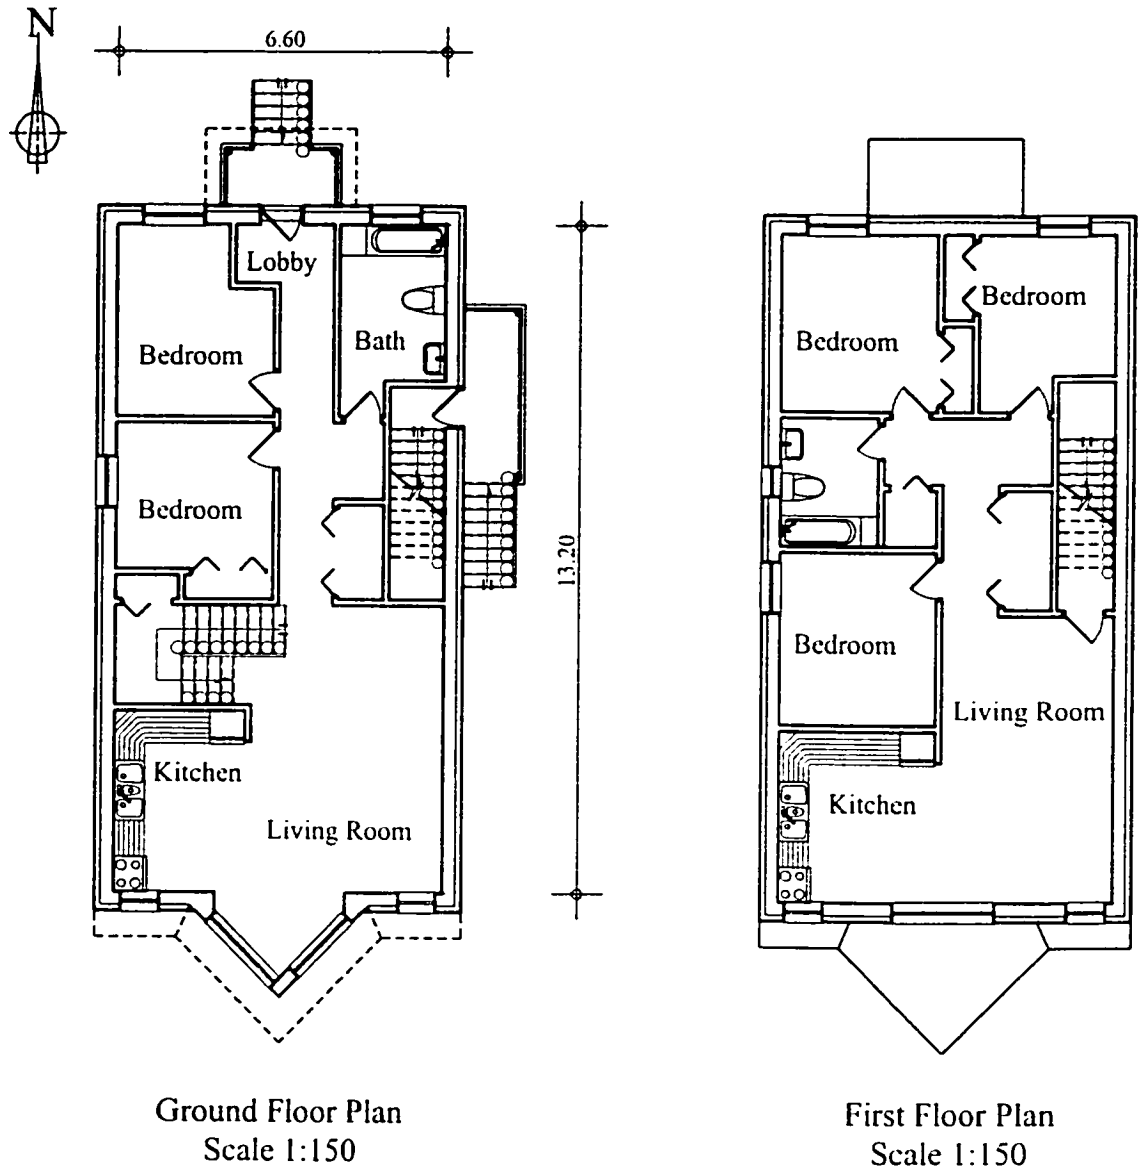 N
6.60
Lobby
Bedroom
Bath
Bedroom
13.20
Kitchen
Living Room
Ground Floor Plan
Scale 1:150
Bedroom
Bedroom
Bedroom
Living Room
Kitchen
First Floor Plan
Scale 1:150